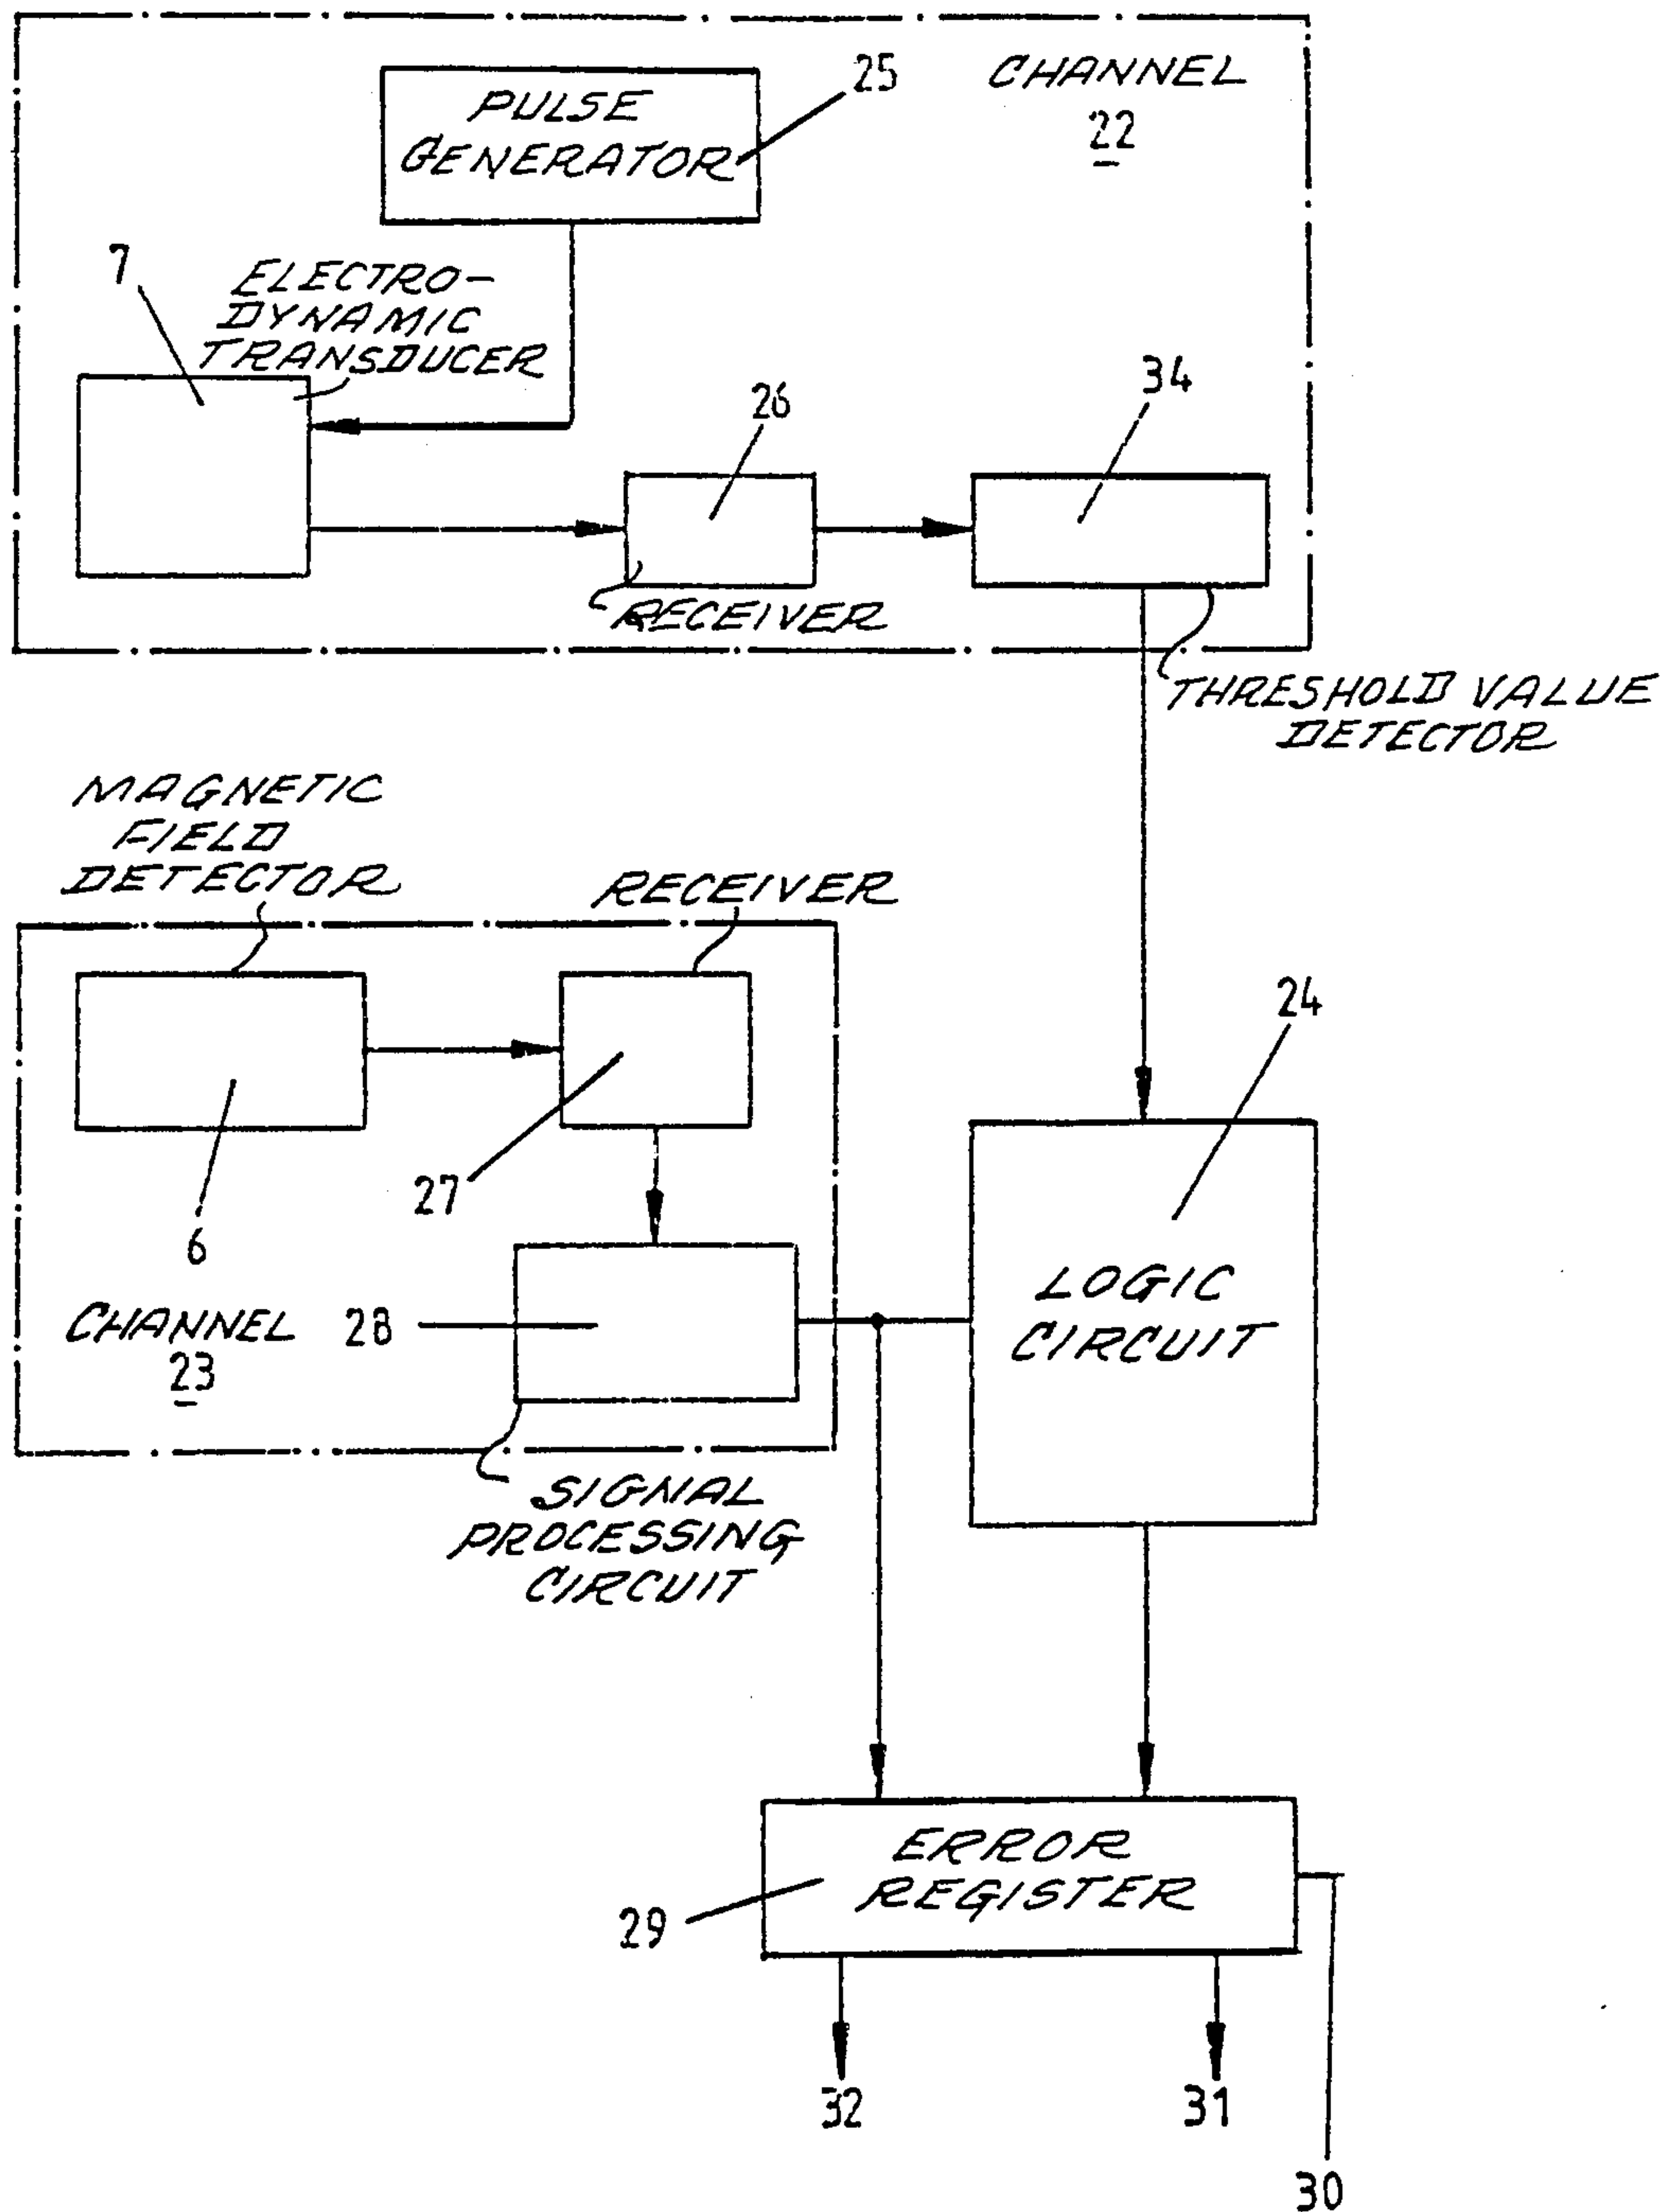 PULSE
GENERATOR
25
CHANNEL
22
7
ELECTRO-
DYNAMIC
TRANSDUCER
26
34
RECEIVER
THRESHOLD VALUE
DETECTOR
MAGNETIC
FIELD
DETECTOR
RECEIVER
24
27
6
CHANNEL
23
28
LOGIC
CIRCUIT
SIGNAL
PROCESSING
CIRCUIT
ERROR
REGISTER
29
32
31
30